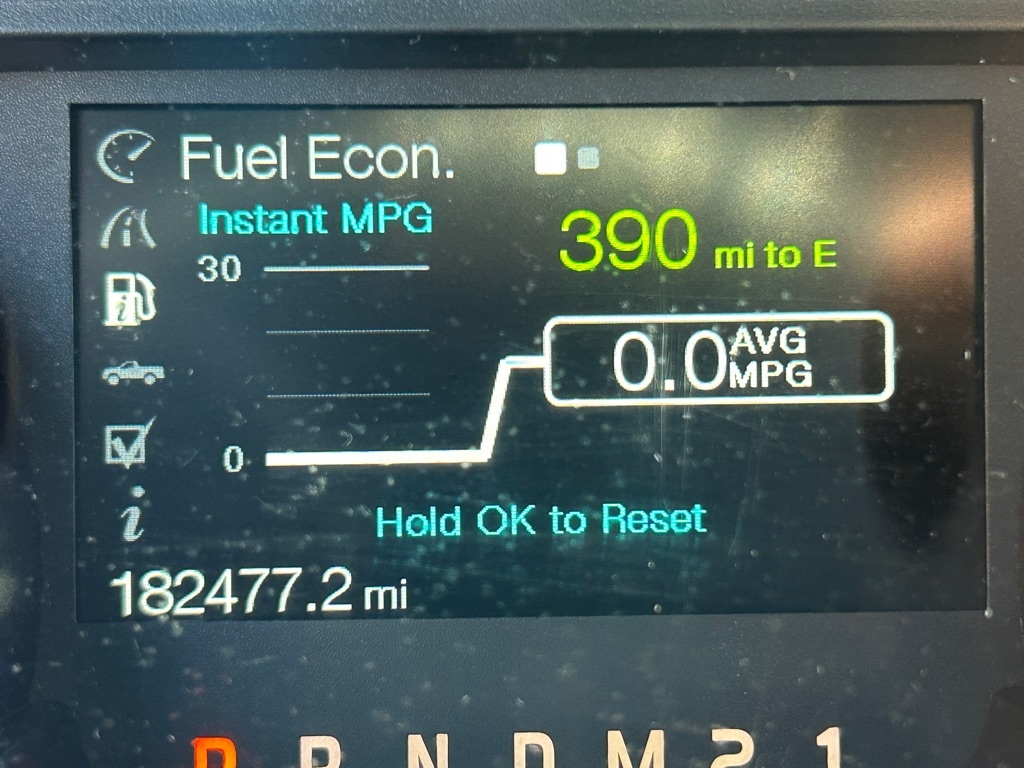 Fuel Econ.
Instant MPG
390 mi to E
30
0.0 AVG MPG
0
Hold OK to Reset
182477.2 mi
P R N D M 2 1